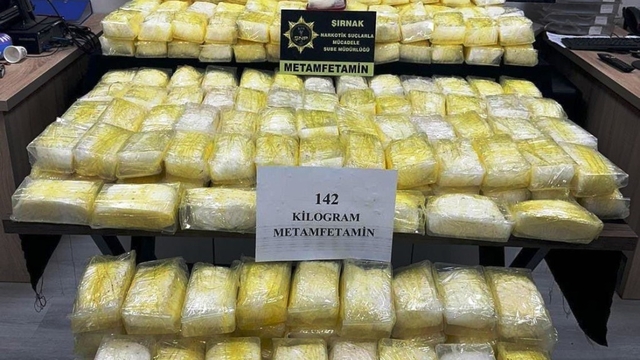 ŞIRNAK
NARKOTİK SUÇLARLA
MÜCADELE
ŞUBE MÜDÜRLÜĞÜ
METAMFETAMİN
142
KİLOGRAM
METAMFETAMİN